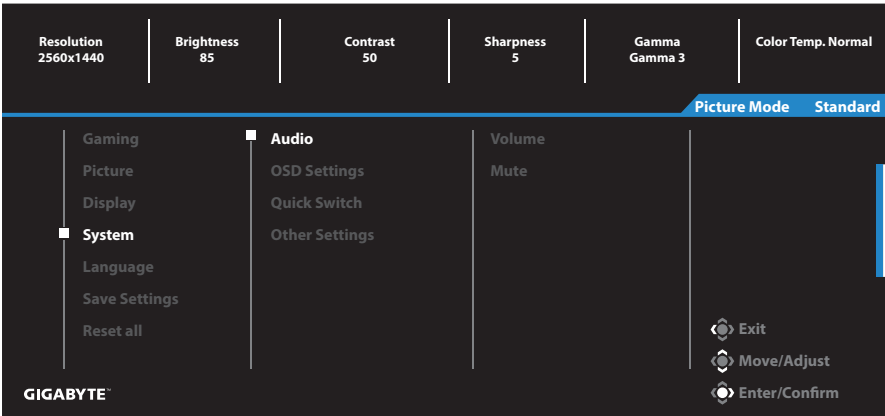 Resolution
2560x1440
Brightness
85
Contrast
50
Sharpness
5
Gamma
Gamma 3
Color Temp. Normal
Picture Mode Standard
Gaming
Picture
Display
System
Language
Save Settings
Reset all
Audio
OSD Settings
Quick Switch
Other Settings
Volume
Mute
Exit
Move/Adjust
Enter/Confirm
GIGABYTE™